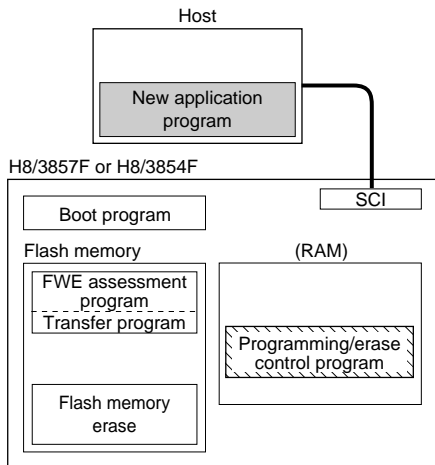 Host
New application
program
H8/3857F or H8/3854F
SCI
Boot program
Flash memory
(RAM)
FWE assessment
program
Transfer program
Programming/erase
control program
Flash memory
erase